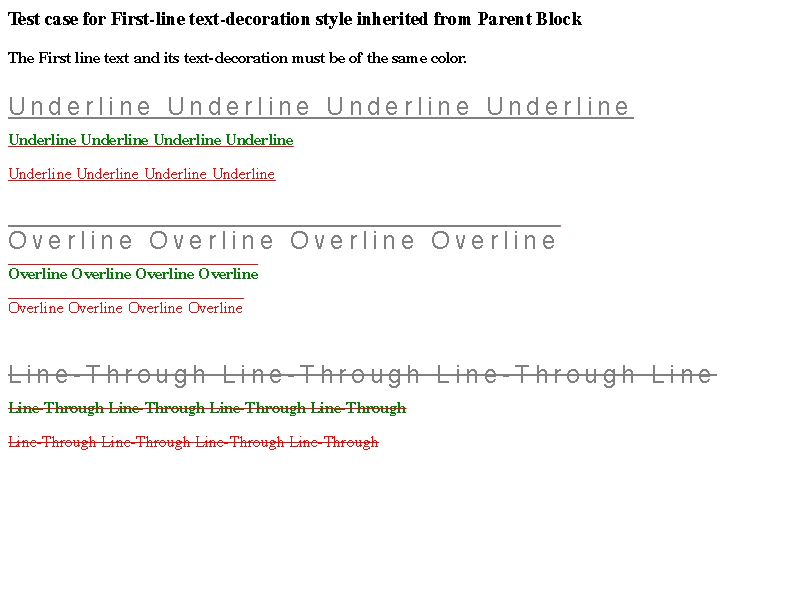 Test case for First-line text-decoration style inherited from Parent Block
The First line text and its text-decoration must be of the same color.
Underline Underline Underline Underline
Underline Underline Underline Underline
Underline Underline Underline Underline
Overline Overline Overline Overline
Overline Overline Overline Overline
Overline Overline Overline Overline
Line-Through Line-Through Line-Through Line
Line-Through Line-Through Line-Through Line-Through
Line-Through Line-Through Line-Through Line-Through